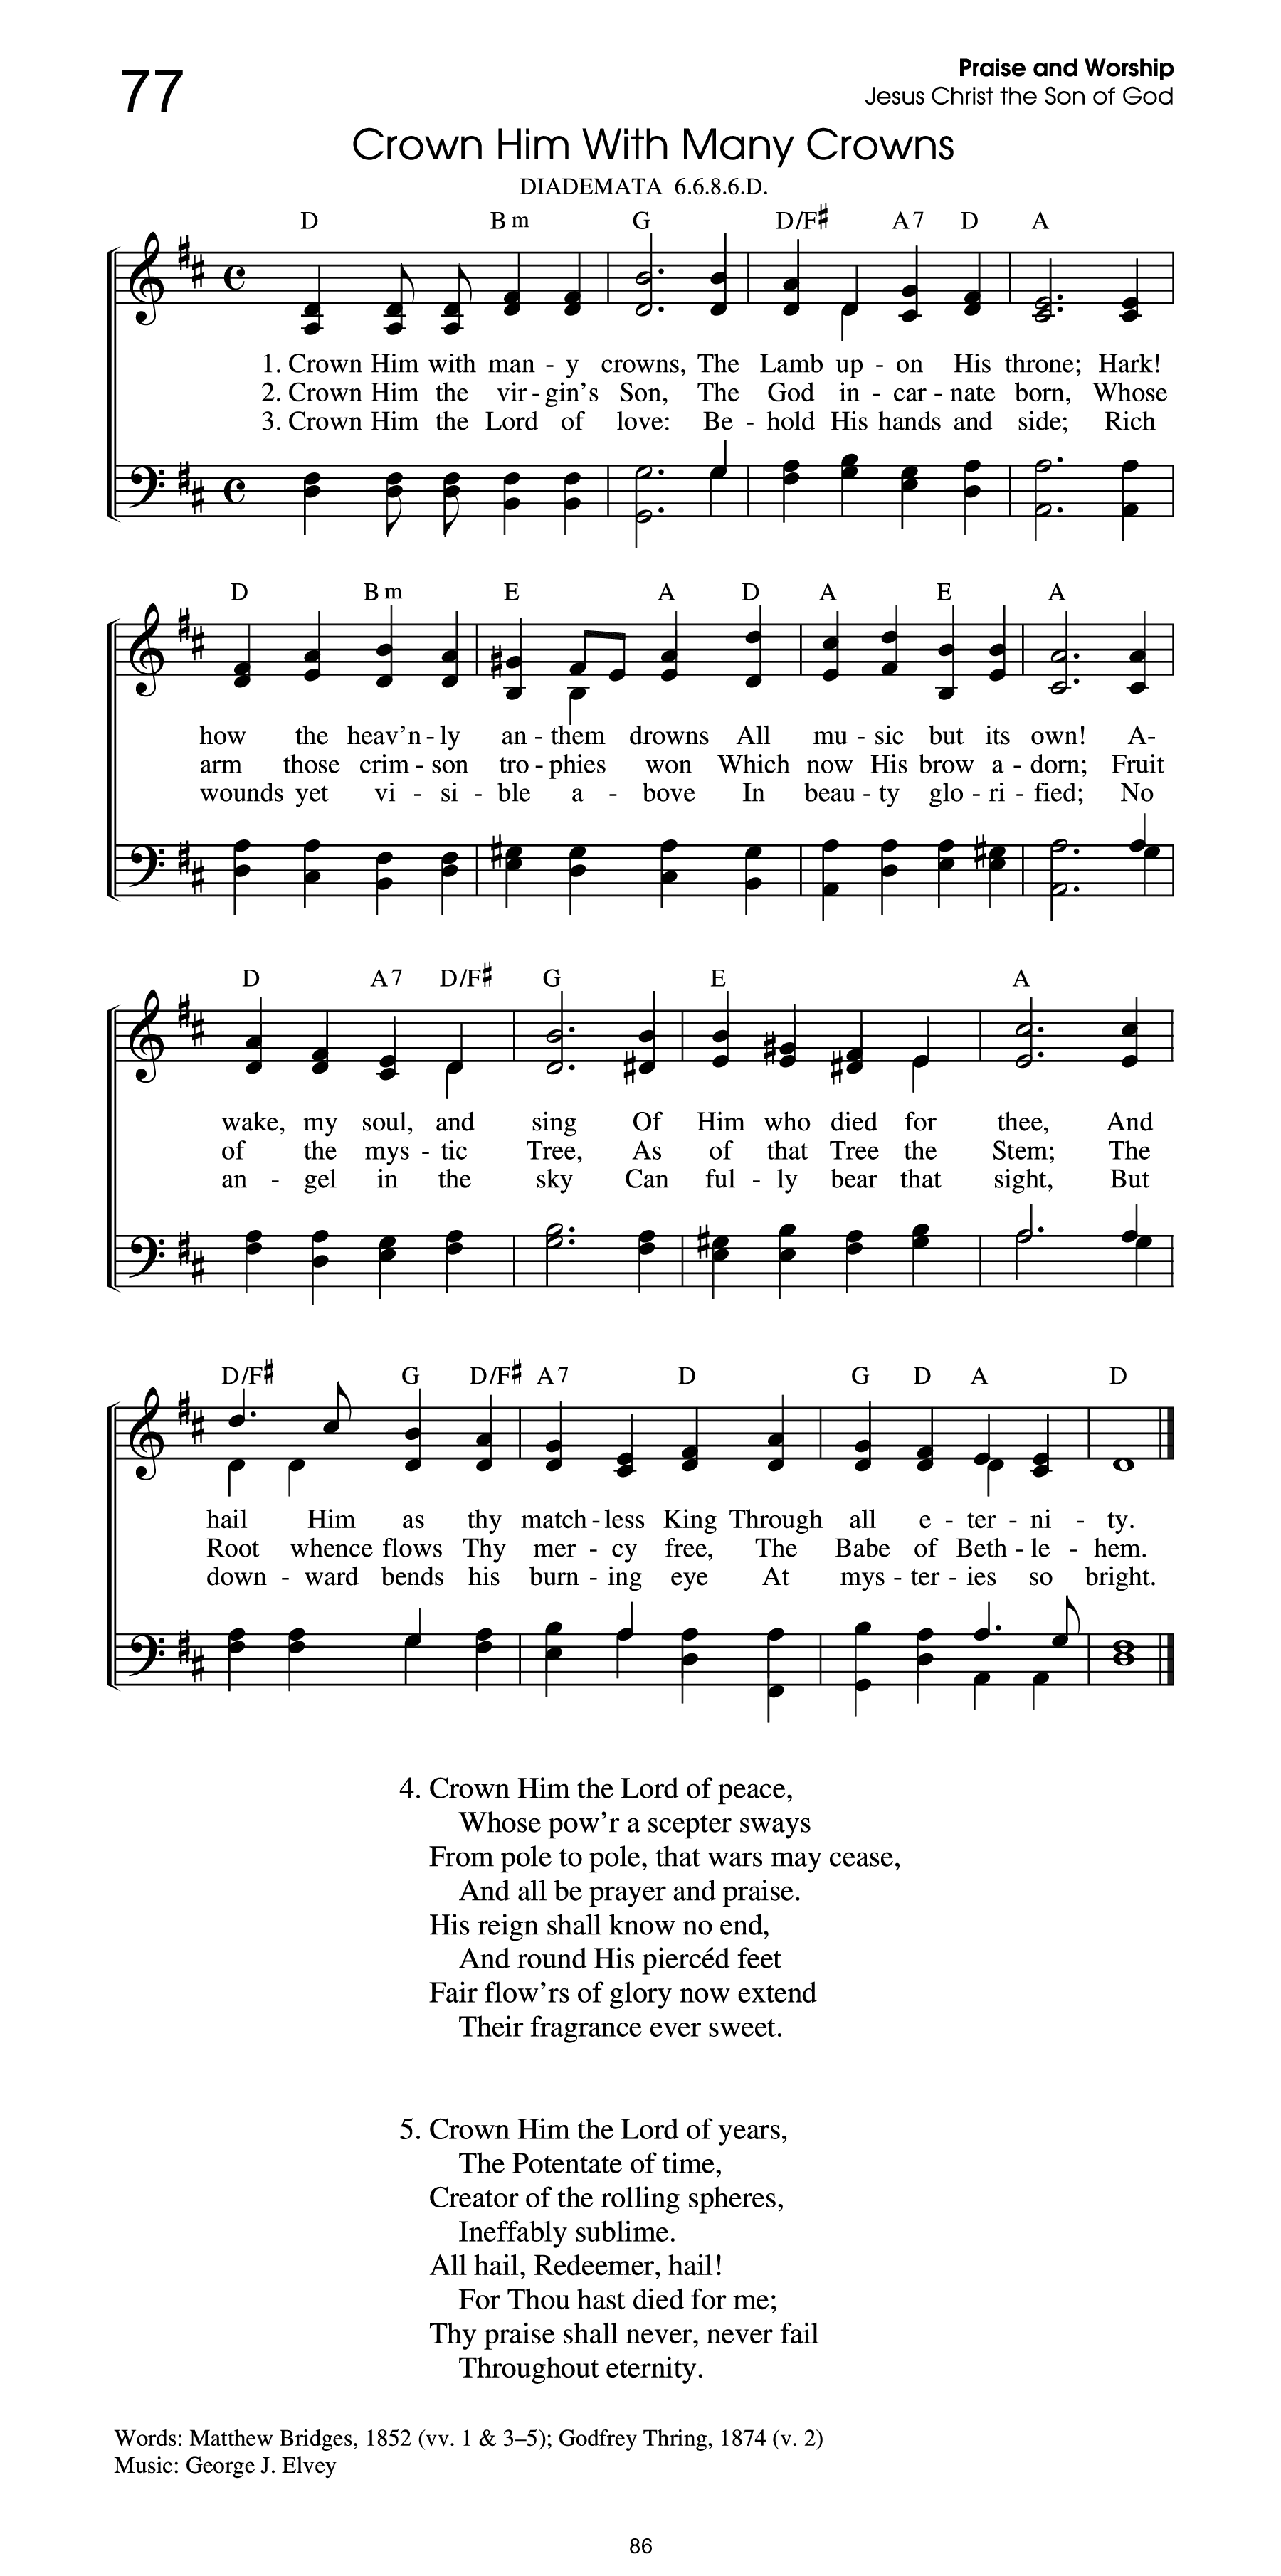 77
Praise and Worship
Jesus Christ the Son of God
Crown Him With Many Crowns
DIADEMATA 6.6.8.6.D.
D Bm G D/F♯ A7 D A
1. Crown Him with man - y crowns, The Lamb up - on His throne; Hark!
2. Crown Him the vir - gin’s Son, The God in - car - nate born, Whose
3. Crown Him the Lord of love: Be - hold His hands and side; Rich
D Bm E A D A E A
how the heav’n - ly an - them drowns All mu - sic but its own! A-
arm those crim - son tro - phies won Which now His brow a - dorn; Fruit
wounds yet vi - si - ble a - bove In beau - ty glo - ri - fied; No
D A7 D/F♯ G E A
wake, my soul, and sing Of Him who died for thee, And
of the mys - tic Tree, As of that Tree the Stem; The
an - gel in the sky Can ful - ly bear that sight, But
D/F♯ G D/F♯ A7 D G D A D
hail Him as thy match - less King Through all e - ter - ni - ty.
Root whence flows Thy mer - cy free, The Babe of Beth - le - hem.
down - ward bends his burn - ing eye At mys - ter - ies so bright.
4. Crown Him the Lord of peace,
Whose pow’r a scepter sways
From pole to pole, that wars may cease,
And all be prayer and praise.
His reign shall know no end,
And round His piercéd feet
Fair flow’rs of glory now extend
Their fragrance ever sweet.
5. Crown Him the Lord of years,
The Potentate of time,
Creator of the rolling spheres,
Ineffably sublime.
All hail, Redeemer, hail!
For Thou hast died for me;
Thy praise shall never, never fail
Throughout eternity.
Words: Matthew Bridges, 1852 (vv. 1 & 3–5); Godfrey Thring, 1874 (v. 2)
Music: George J. Elvey
86